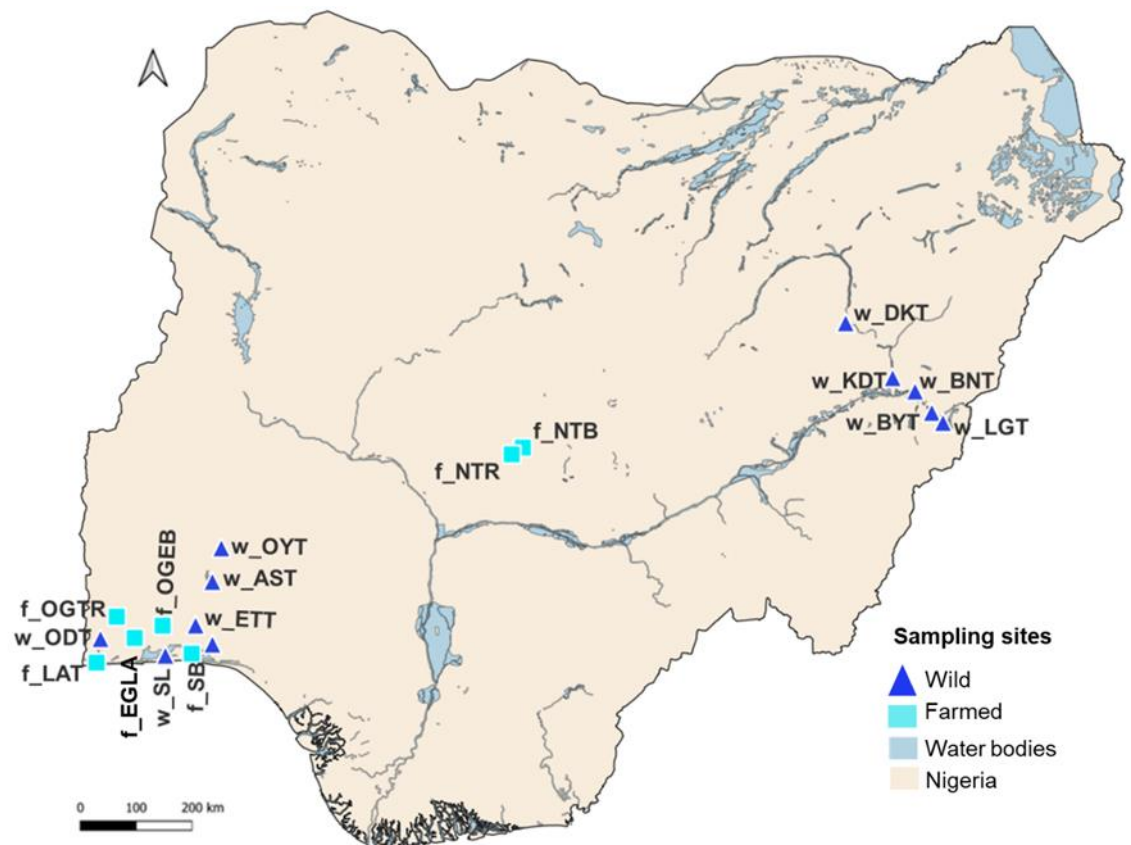 w_DKT
w_KDT
w_BNT
w_BYT
w_LGT
f_NTB
f_NTR
w_OYT
f_OGEB
w_AST
f_OGTR
w_ETT
w_ODT
f_LAT
f_EGLA
w_SL
f_SB
Sampling sites
Wild
Farmed
Water bodies
Nigeria
0 100 200 km